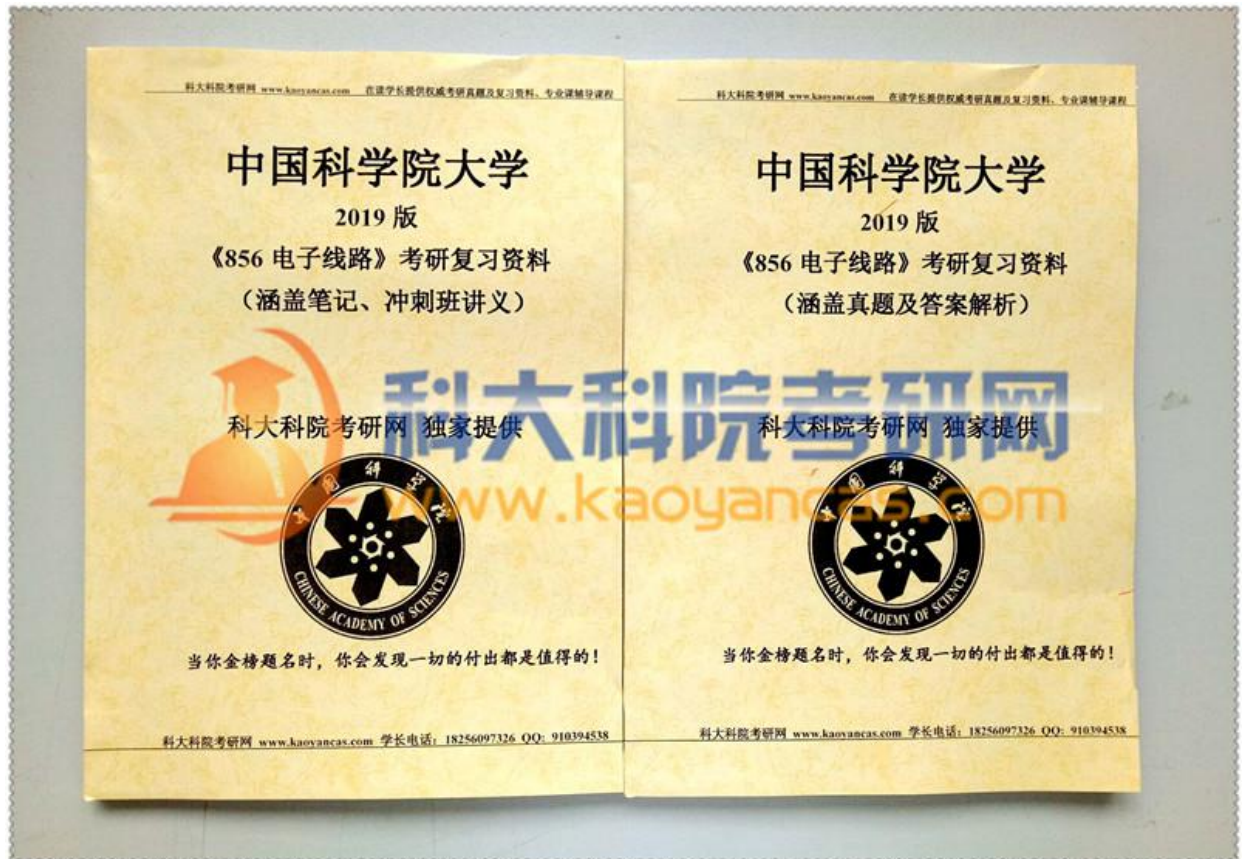 科大科院考研网 www.kaoyancas.com 在读学长提供权威考研真题及复习资料、专业课辅导课程
中国科学院大学
2019 版
《856 电子线路》考研复习资料
（涵盖笔记、冲刺班讲义）
科大科院考研网 独家提供
中国科学院
CHINESE ACADEMY OF SCIENCES
当你金榜题名时，你会发现一切的付出都是值得的！
科大科院考研网 www.kaoyancas.com 学长电话：18256097326 QQ: 910394538
科大科院考研网 www.kaoyancas.com 在读学长提供权威考研真题及复习资料、专业课辅导课程
中国科学院大学
2019 版
《856 电子线路》考研复习资料
（涵盖真题及答案解析）
科大科院考研网 独家提供
中国科学院
CHINESE ACADEMY OF SCIENCES
当你金榜题名时，你会发现一切的付出都是值得的！
科大科院考研网 www.kaoyancas.com 学长电话：18256097326 QQ: 910394538
科大科院考研网
www.kaoyancas.com